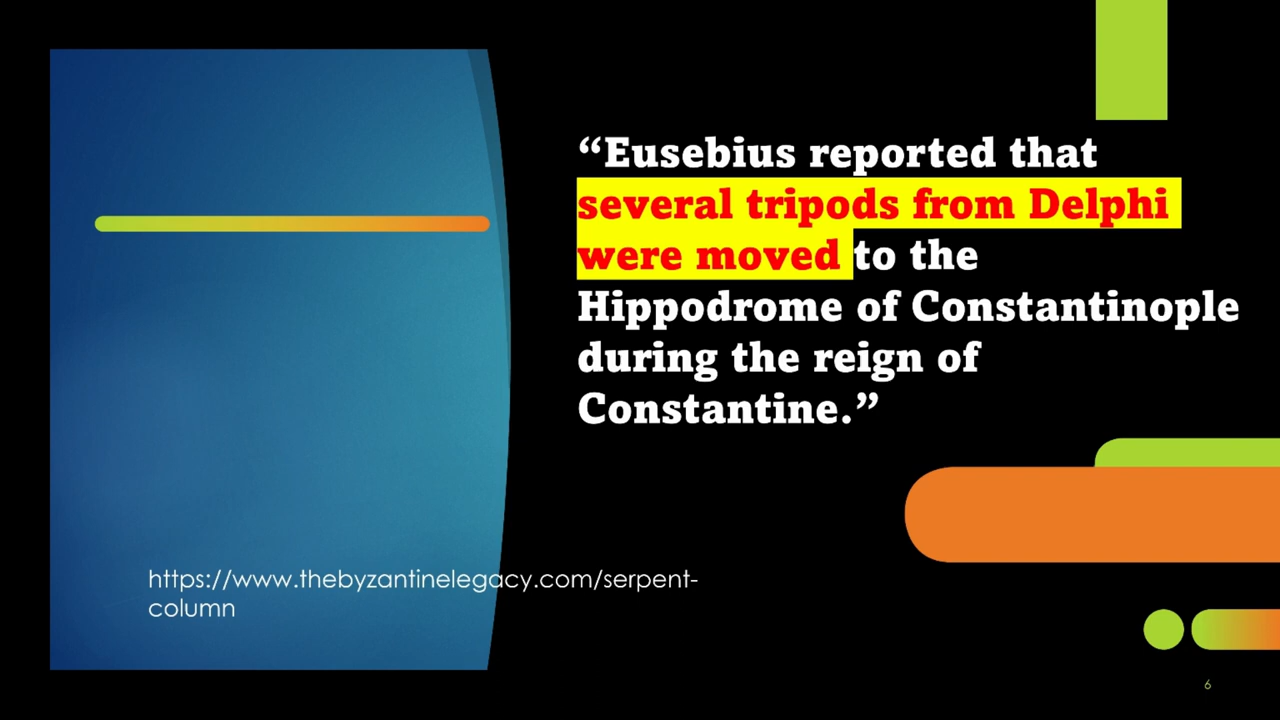 “Eusebius reported that
several tripods from Delphi
were moved to the
Hippodrome of Constantinople
during the reign of
Constantine.”
https://www.thebyzantinelegacy.com/serpent-
column
6